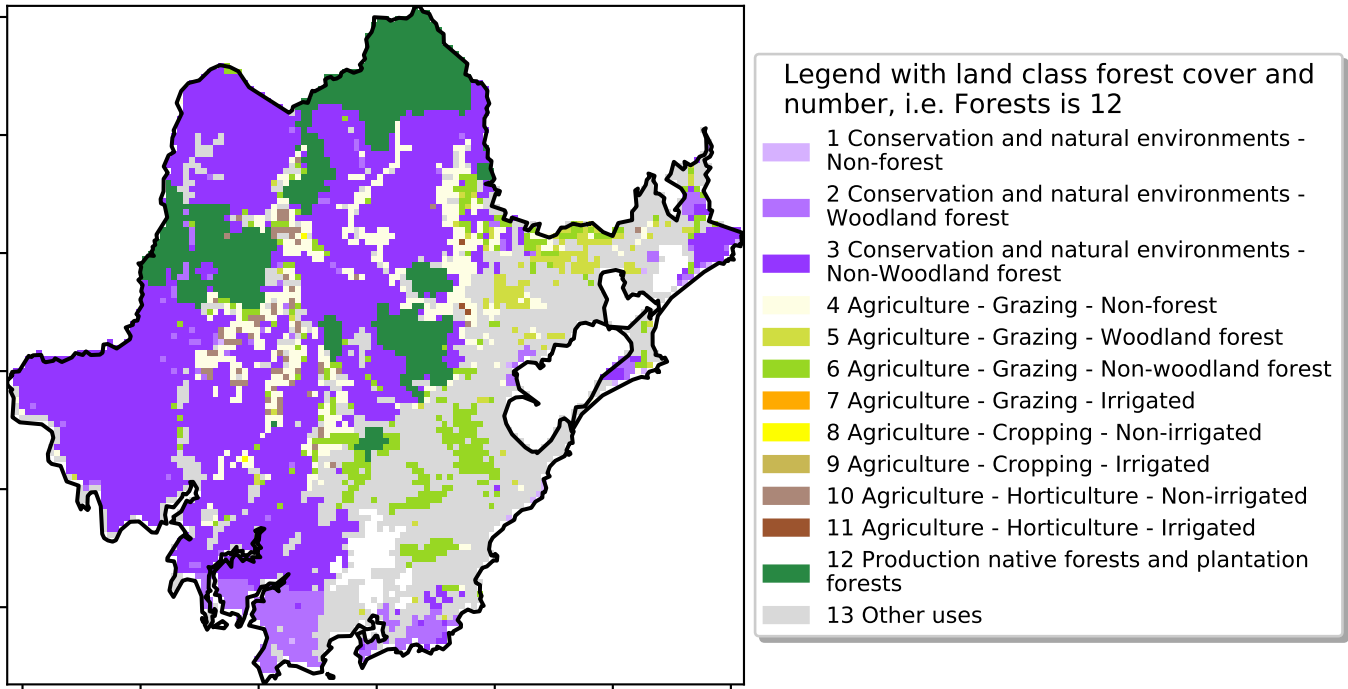 Legend with land class forest cover and
number, i.e. Forests is 12
1 Conservation and natural environments -
Non-forest
2 Conservation and natural environments -
Woodland forest
3 Conservation and natural environments -
Non-Woodland forest
4 Agriculture - Grazing - Non-forest
5 Agriculture - Grazing - Woodland forest
6 Agriculture - Grazing - Non-woodland forest
7 Agriculture - Grazing - Irrigated
8 Agriculture - Cropping - Non-irrigated
9 Agriculture - Cropping - Irrigated
10 Agriculture - Horticulture - Non-irrigated
11 Agriculture - Horticulture - Irrigated
12 Production native forests and plantation
forests
13 Other uses